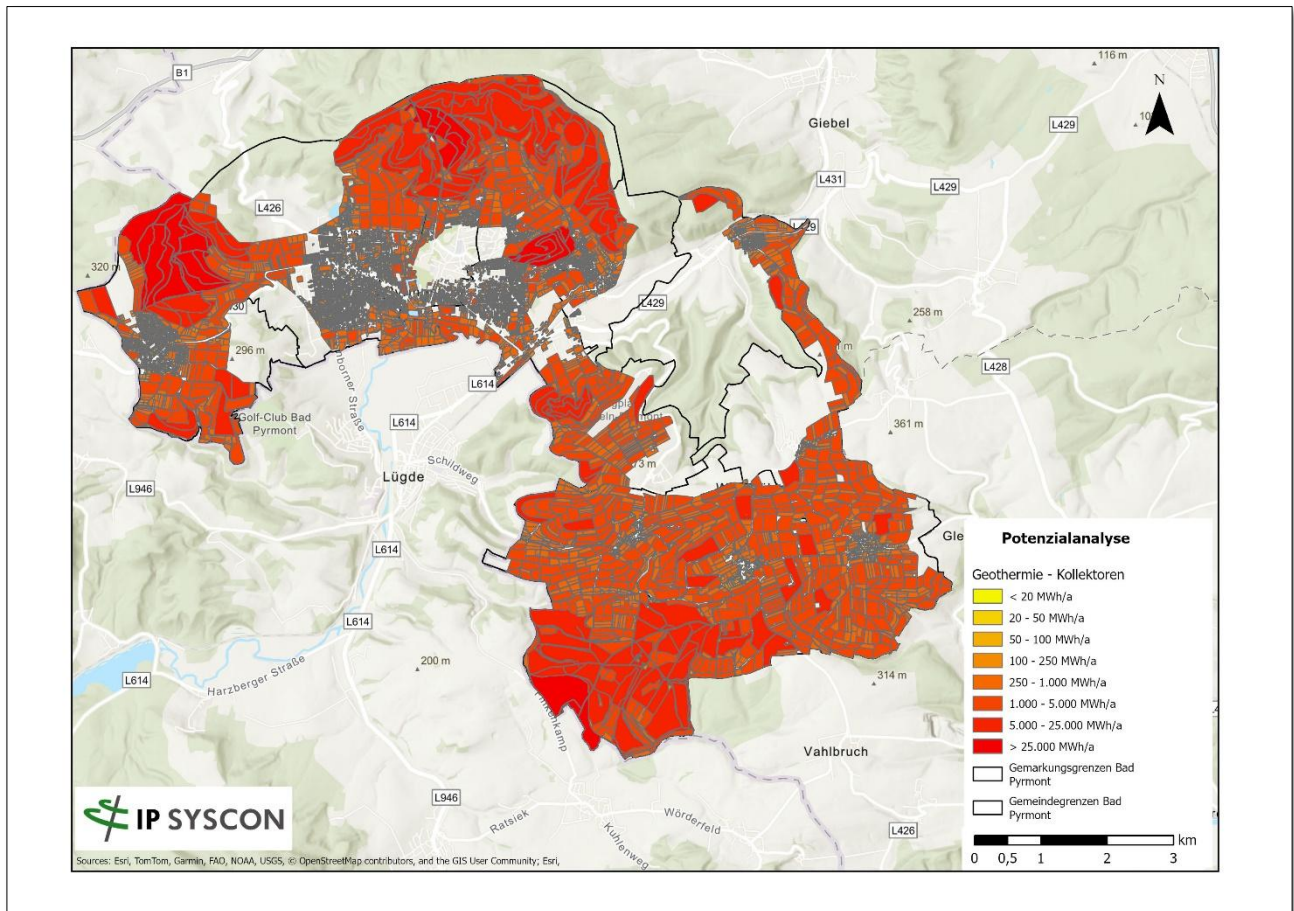 B1
116 m
N
Giebel
L429
L431
L429
L426
L429
320 m
L429
258 m
296 m
L428
L614
Golf-Club Bad
Pyrmont
L614
361 m
Schildweg
Lügde
L946
L614
Potenzialanalyse
Geothermie - Kollektoren
< 20 MWh/a
20 - 50 MWh/a
50 - 100 MWh/a
100 - 250 MWh/a
250 - 1.000 MWh/a
1.000 - 5.000 MWh/a
5.000 - 25.000 MWh/a
> 25.000 MWh/a
Gemarkungsgrenzen Bad
Pyrmont
Gemeindegrenzen Bad
Pyrmont
km
0 0,5 1 2 3
L614
200 m
L614
Harzberger Straße
314 m
Vahlbruch
L946
Ratsiek
Kuhlenweg
Wörderfeld
L426
IP SYSCON
Sources: Esri, TomTom, Garmin, FAO, NOAA, USGS, © OpenStreetMap contributors, and the GIS User Community; Esri,